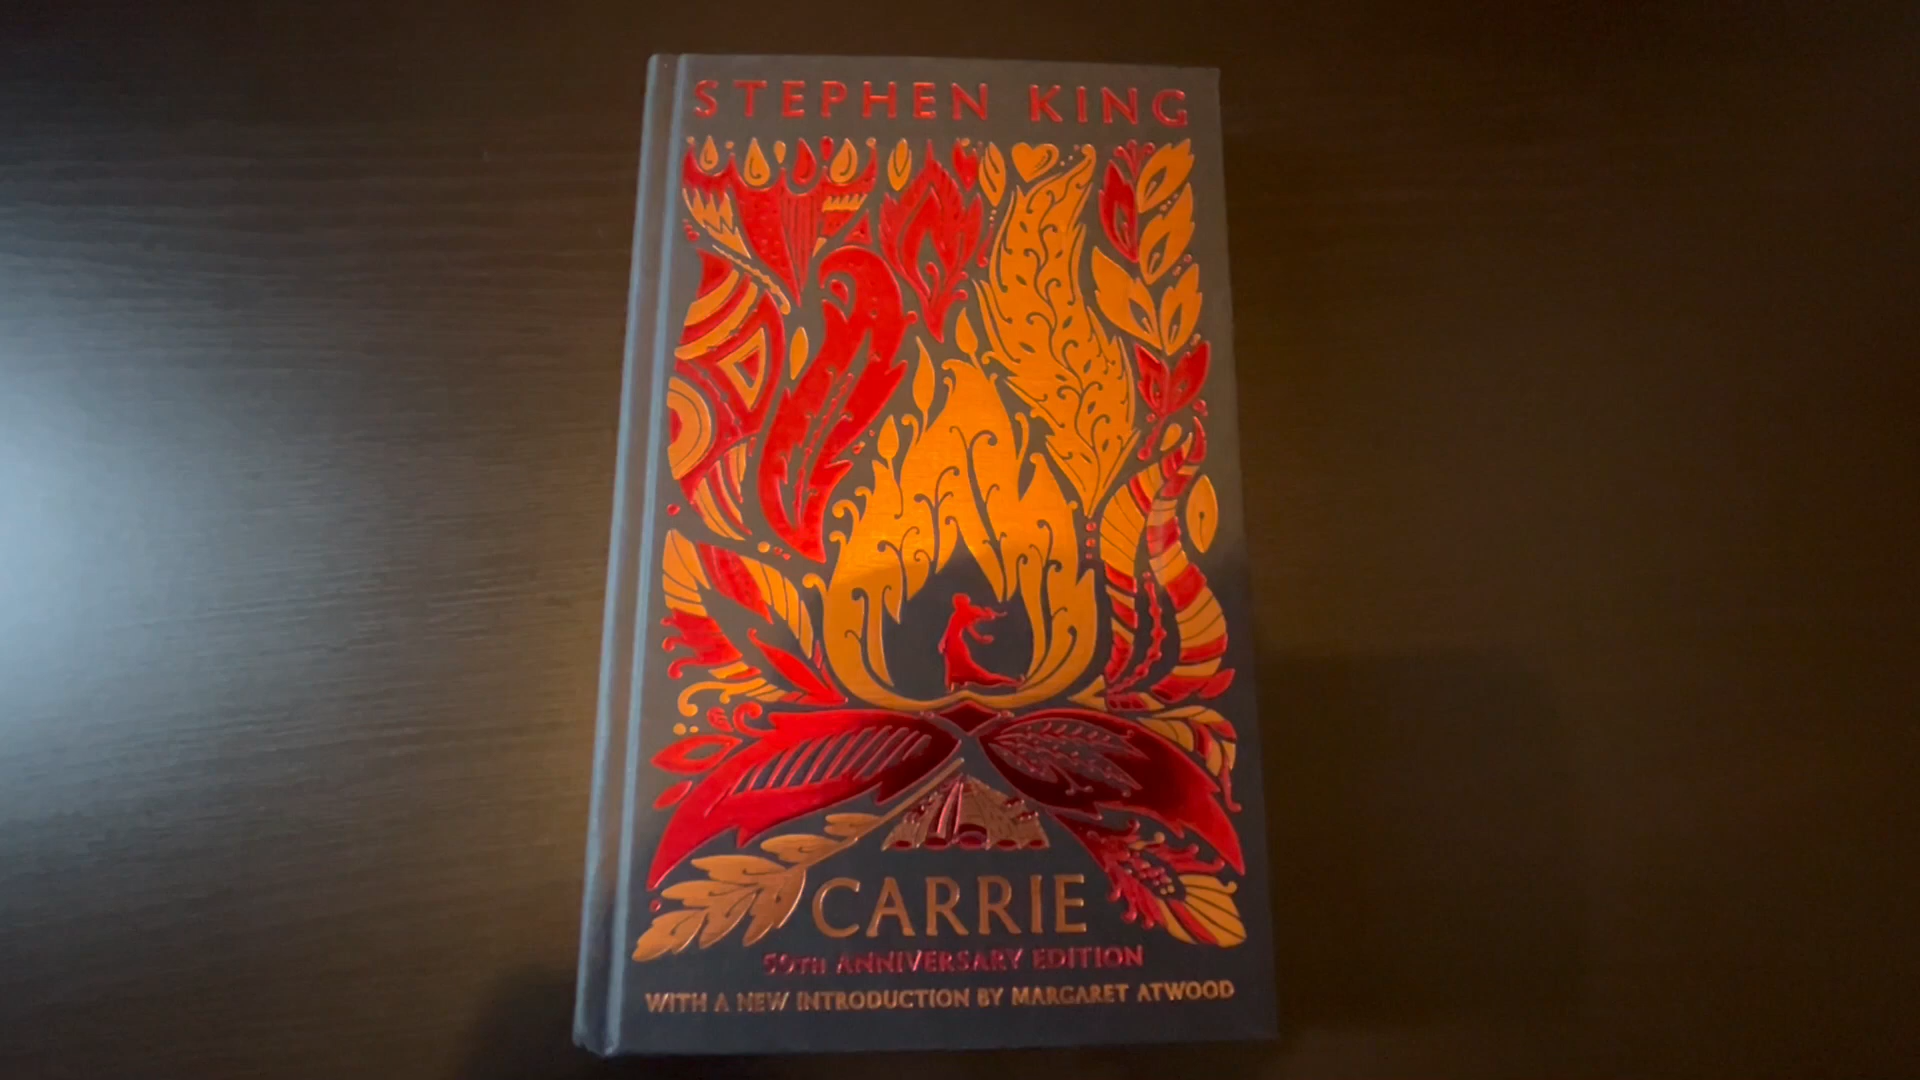 STEPHEN KING
CARRIE
50TH ANNIVERSARY EDITION
WITH A NEW INTRODUCTION BY MARGARET ATWOOD